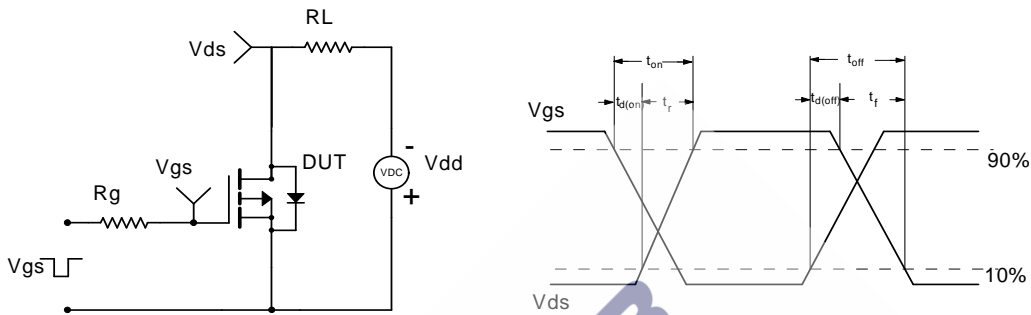 RL
Vds
Vgs
DUT
Rg
VDC
-
+
Vdd
Vgs
ton
toff
td(on)
tr
td(off)
tf
Vgs
90%
10%
Vds